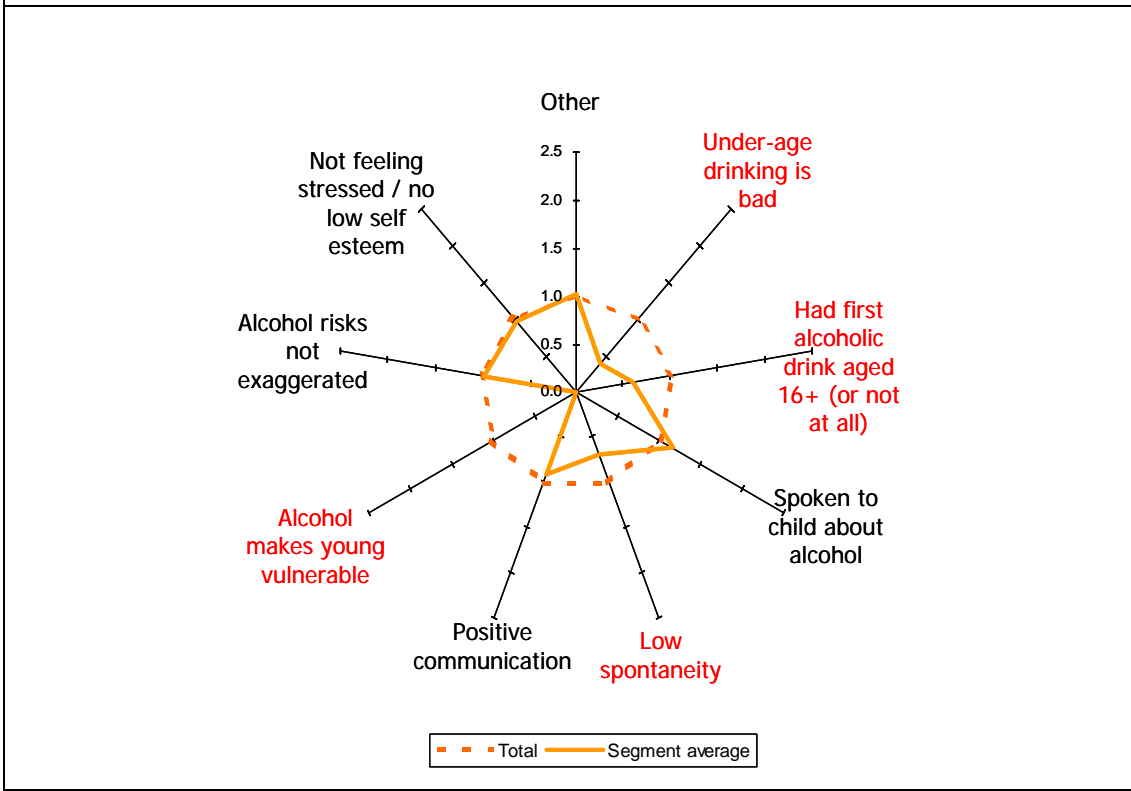 Other
Under-age
drinking is
bad
Not feeling
stressed / no
low self
esteem
2.5
2.0
1.5
1.0
0.5
0.0
Had first
alcoholic
drink aged
16+ (or not
at all)
Alcohol risks
not
exaggerated
Spoken to
child about
alcohol
Alcohol
makes young
vulnerable
Positive
communication
Low
spontaneity
Total
Segment average